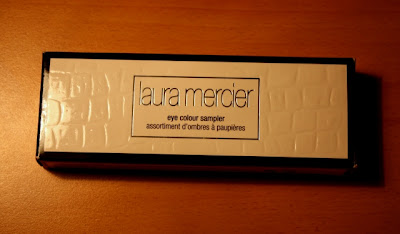 laura mercier
eye colour sampler
assortiment d'ombres à paupières